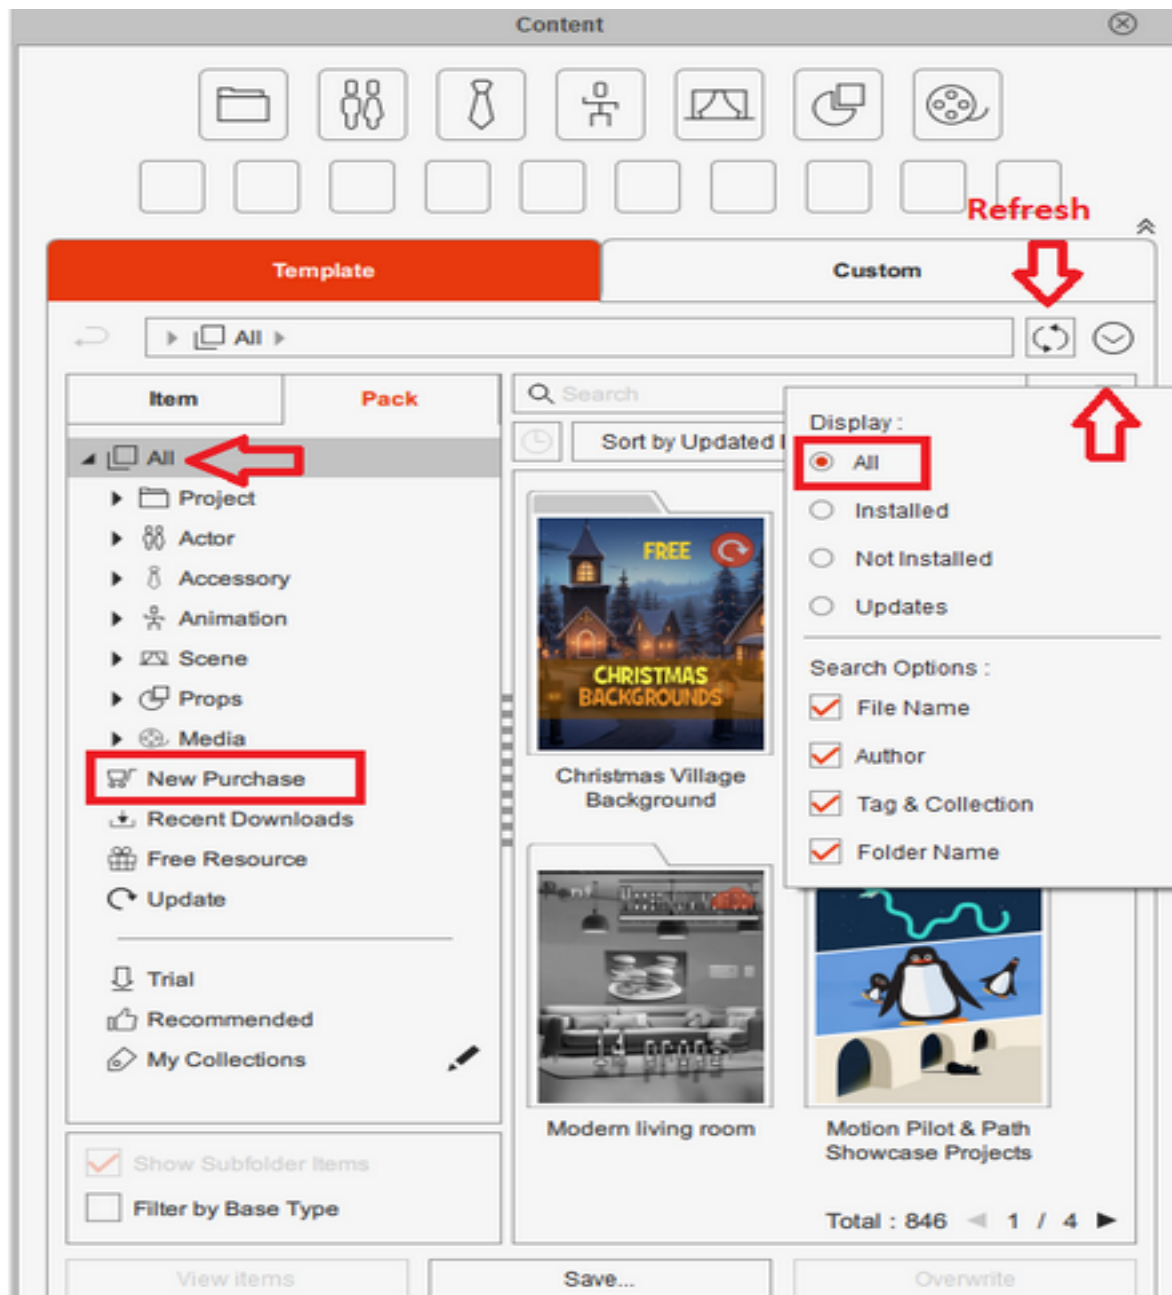 Content
Refresh
Template
Custom
All
Item
Pack
Search
Sort by Updated
Display :
All
All
Installed
Not Installed
Updates
Project
Actor
Accessory
Animation
Scene
Props
Media
New Purchase
Recent Downloads
Free Resource
Update
Search Options :
File Name
Author
Tag & Collection
Folder Name
FREE
CHRISTMAS
BACKGROUNDS
Christmas Village
Background
Trial
Recommended
My Collections
14 props
Modern living room
Motion Pilot & Path
Showcase Projects
Show Subfolder Items
Filter by Base Type
Total : 846 1 / 4
View items
Save...
Overwrite